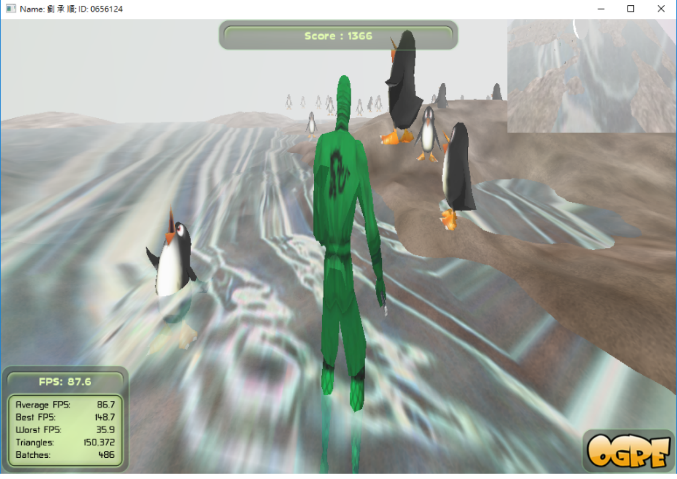 Name: 劉 承 順; ID: 0656124
Score : 1366
FPS: 87.6
Average FPS: 86.7
Best FPS: 148.7
Worst FPS: 35.9
Triangles: 150,372
Batches: 486
OGRE